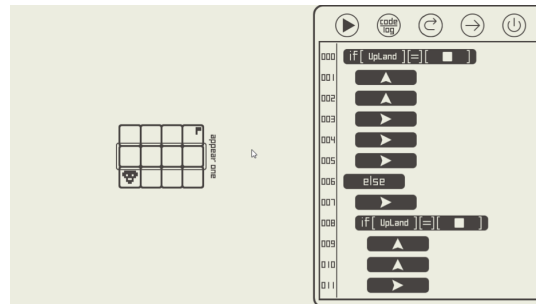 code
log
000 if[ UpLand ][=][ ■ ]
001
002
003
004
005
006 else
007
008 if[ UpLand ][=][ ■ ]
009
010
011
appear one